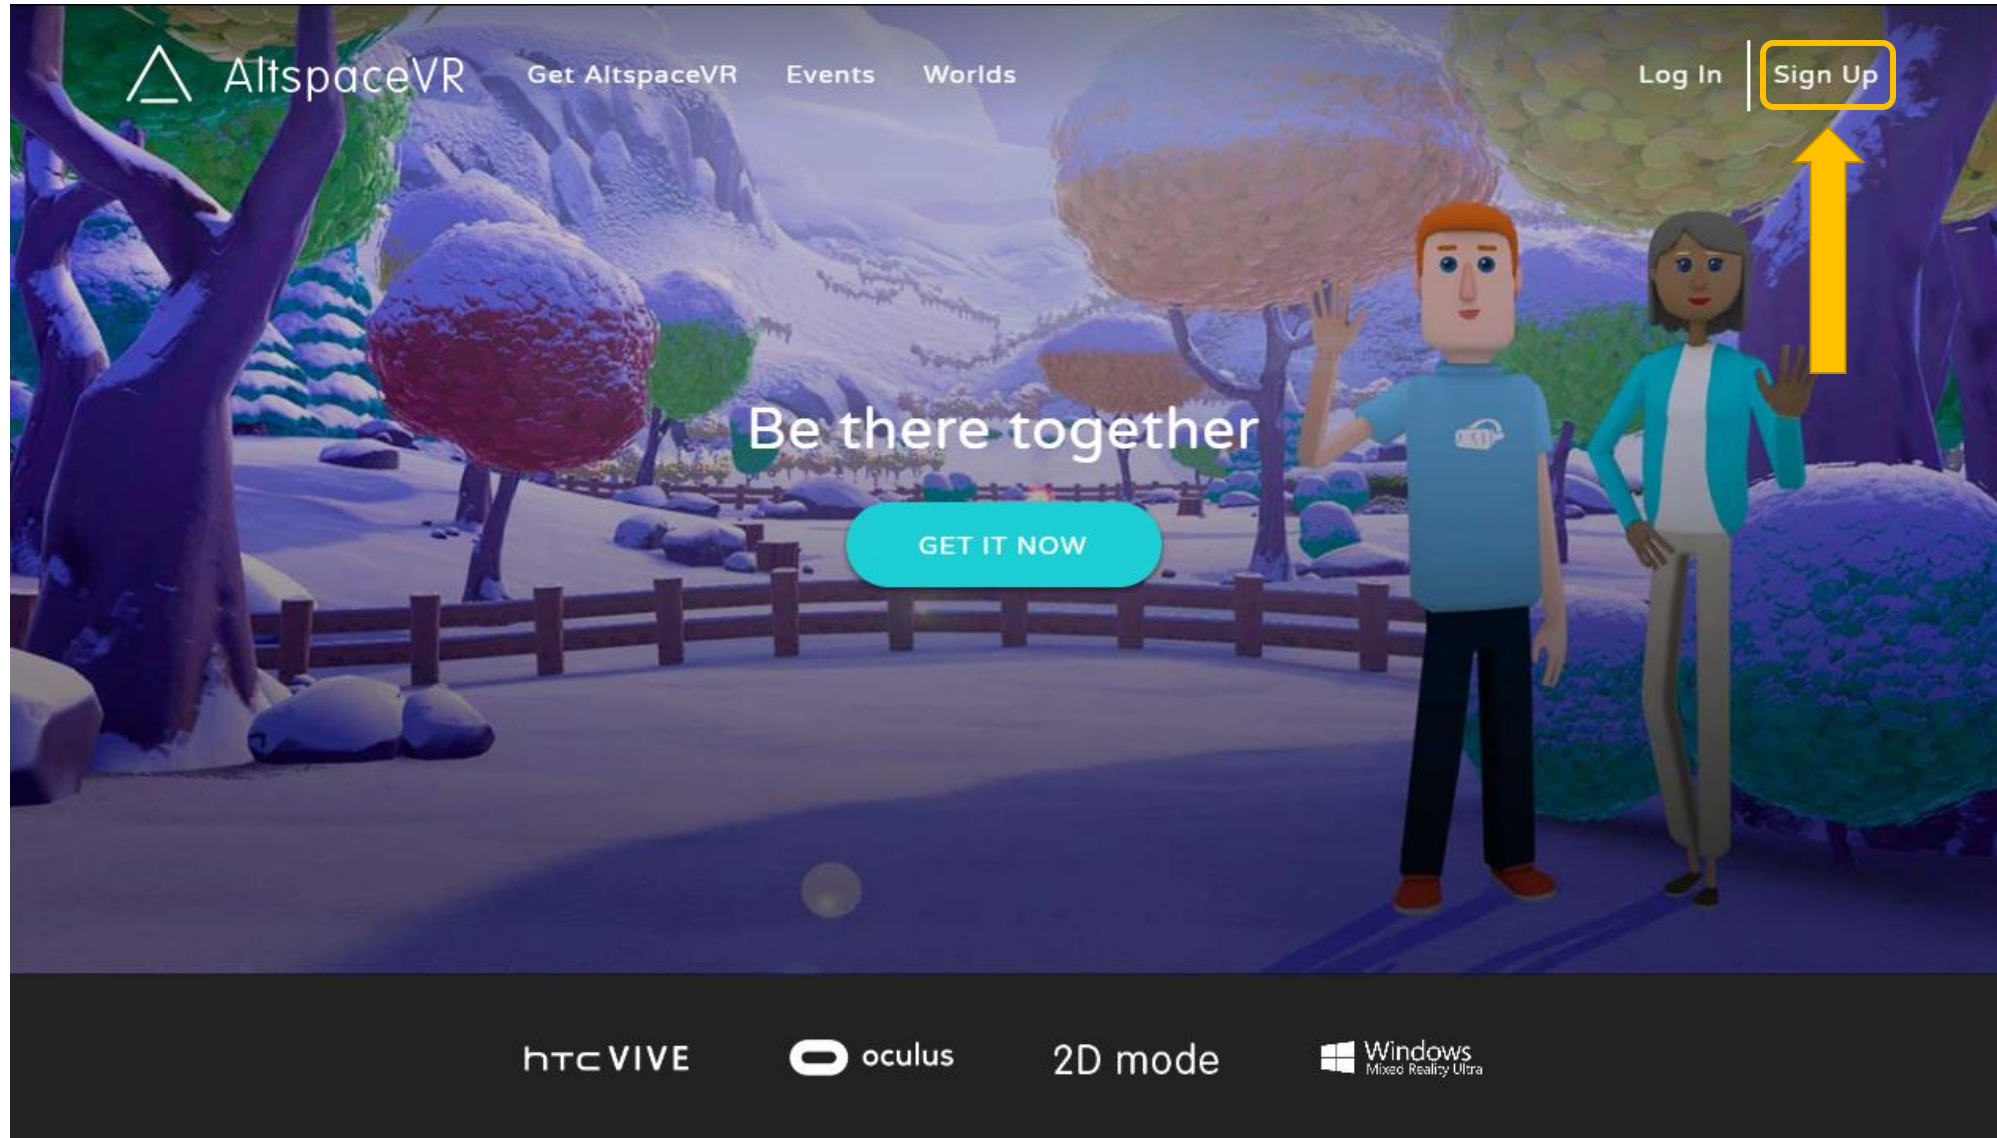 AltspaceVR
Get AltspaceVR Events Worlds
Log In Sign Up
Be there together
GET IT NOW
hTC VIVE
oculus
2D mode
Windows
Mixed Reality Ultra